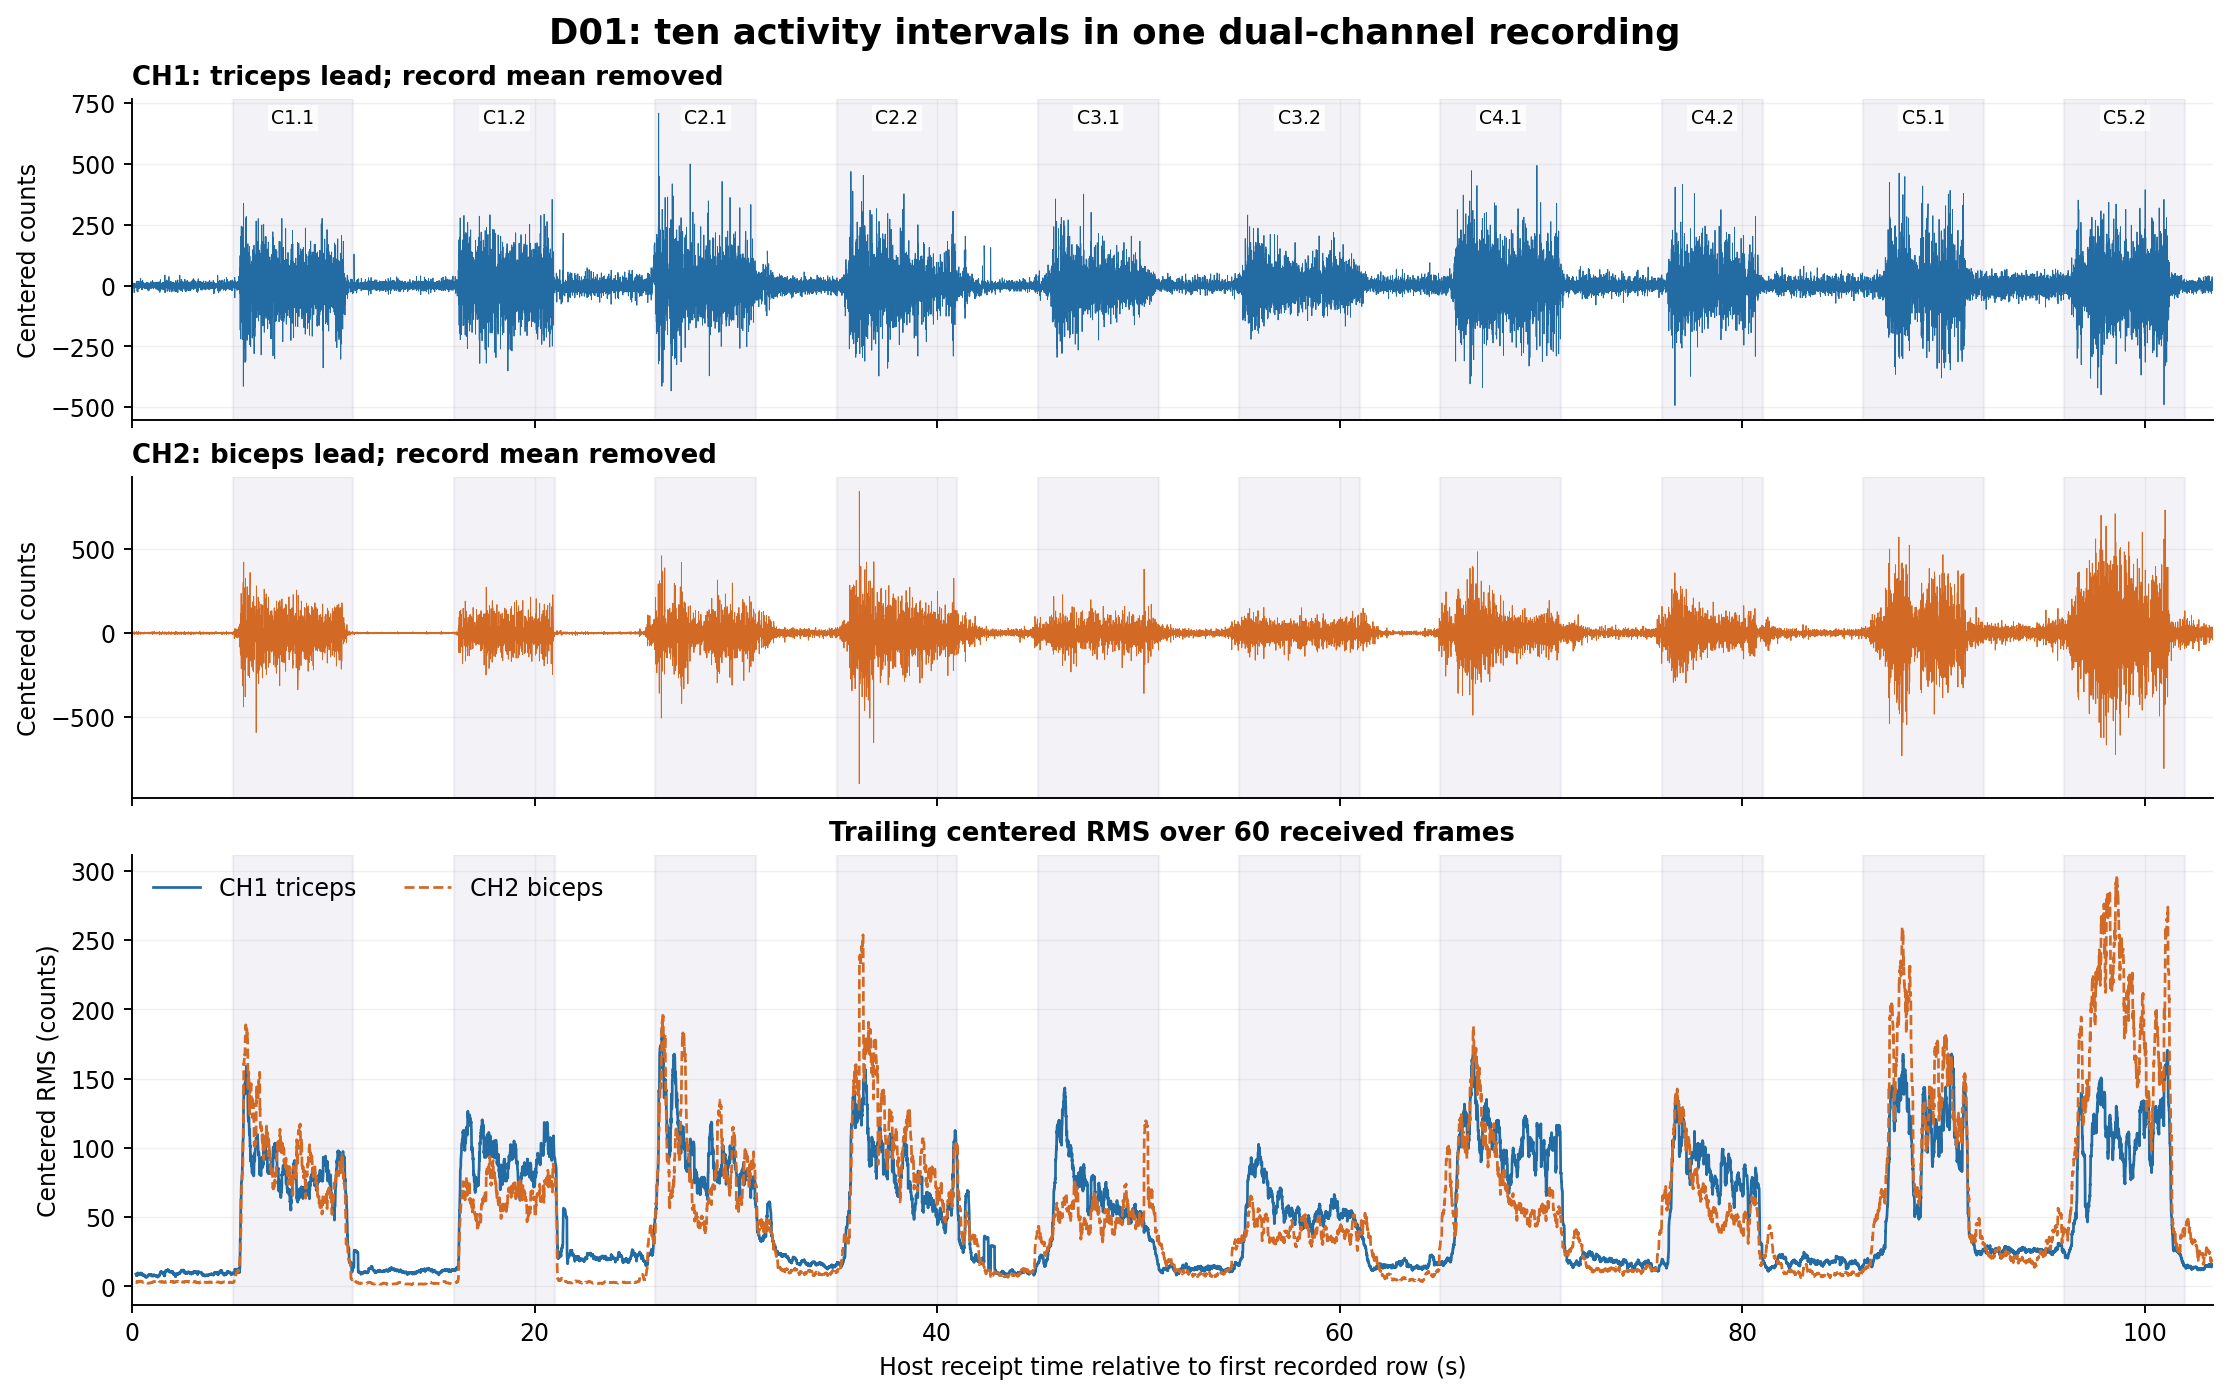 D01: ten activity intervals in one dual-channel recording
CH1: triceps lead; record mean removed
C1.1 C1.2 C2.1 C2.2 C3.1 C3.2 C4.1 C4.2 C5.1 C5.2
750
500
250
0
−250
−500
Centered counts
CH2: biceps lead; record mean removed
500
0
−500
Centered counts
Trailing centered RMS over 60 received frames
CH1 triceps CH2 biceps
300
250
200
150
100
50
0
Centered RMS (counts)
0 20 40 60 80 100
Host receipt time relative to first recorded row (s)